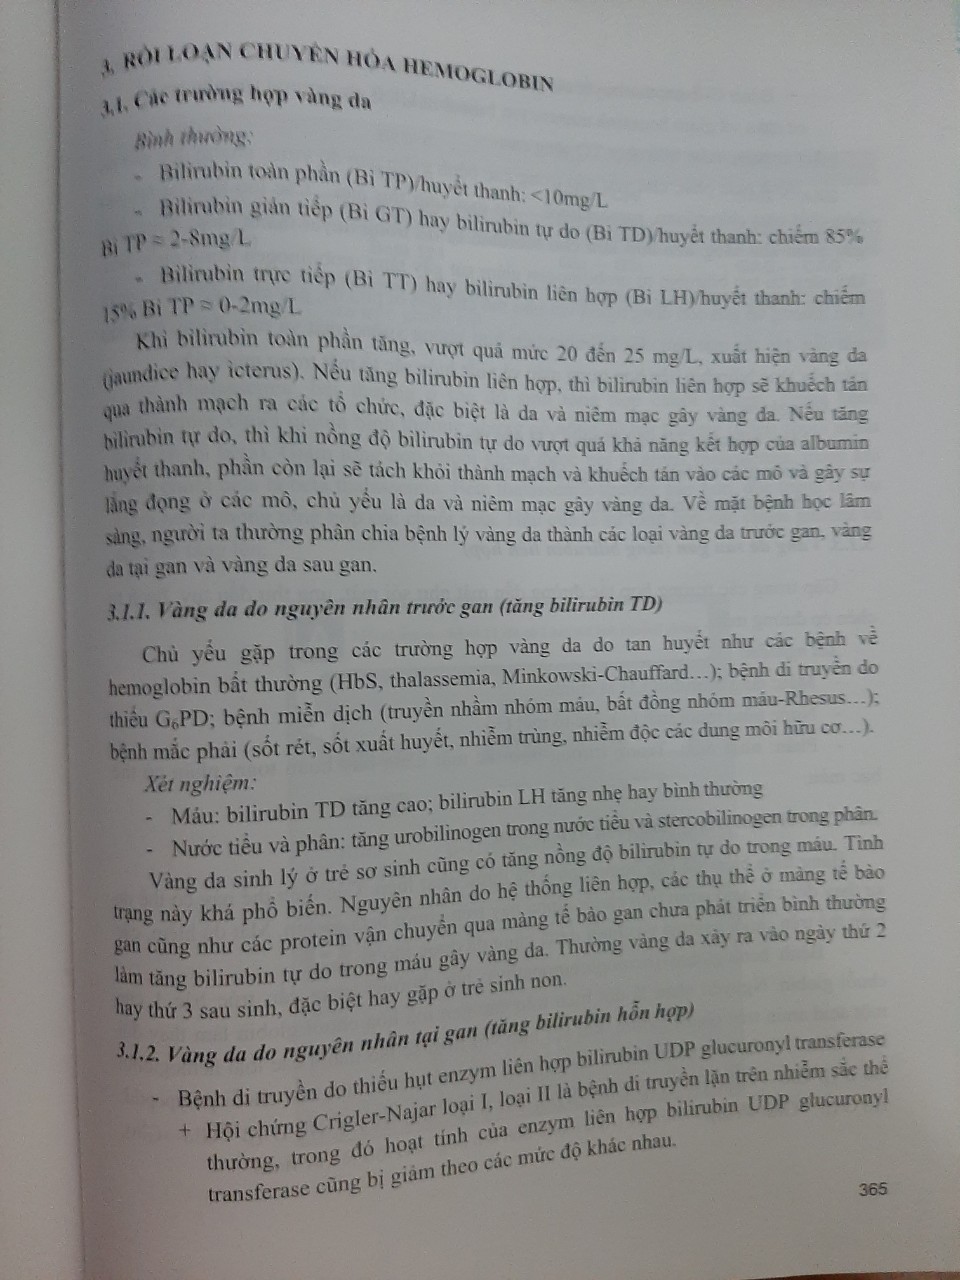 3. RỐI LOẠN CHUYỂN HÓA HEMOGLOBIN
3.1. Các trường hợp vàng da
Bình thường:
- Bilirubin toàn phần (Bi TP)/huyết thanh: <10mg/L
- Bilirubin gián tiếp (Bi GT) hay bilirubin tự do (Bi TD)/huyết thanh: chiếm 85%
Bi TP ≈ 2-8mg/L
- Bilirubin trực tiếp (Bi TT) hay bilirubin liên hợp (Bi LH)/huyết thanh: chiếm
15% Bi TP ≈ 0-2mg/L
Khi bilirubin toàn phần tăng, vượt quá mức 20 đến 25 mg/L, xuất hiện vàng da
(jaundice hay icterus). Nếu tăng bilirubin liên hợp, thì bilirubin liên hợp sẽ khuếch tán
qua thành mạch ra các tổ chức, đặc biệt là da và niêm mạc gây vàng da. Nếu tăng
bilirubin tự do, thì khi nồng độ bilirubin tự do vượt quá khả năng kết hợp của albumin
huyết thanh, phần còn lại sẽ tách khỏi thành mạch và khuếch tán vào các mô và gây sự
lắng đọng ở các mô, chủ yếu là da và niêm mạc gây vàng da. Về mặt bệnh học lâm
sàng, người ta thường phân chia bệnh lý vàng da thành các loại vàng da trước gan, vàng
da tại gan và vàng da sau gan.
3.1.1. Vàng da do nguyên nhân trước gan (tăng bilirubin TD)
Chủ yếu gặp trong các trường hợp vàng da do tan huyết như các bệnh về
hemoglobin bất thường (HbS, thalassemia, Minkowski-Chauffard...); bệnh di truyền do
thiếu G₆PD; bệnh miễn dịch (truyền nhầm nhóm máu, bất đồng nhóm máu-Rhesus...);
bệnh mắc phải (sốt rét, sốt xuất huyết, nhiễm trùng, nhiễm độc các dung môi hữu cơ...).
Xét nghiệm:
- Máu: bilirubin TD tăng cao; bilirubin LH tăng nhẹ hay bình thường
- Nước tiểu và phân: tăng urobilinogen trong nước tiểu và stercobilinogen trong phân.
Vàng da sinh lý ở trẻ sơ sinh cũng có tăng nồng độ bilirubin tự do trong máu. Tình
trạng này khá phổ biến. Nguyên nhân do hệ thống liên hợp, các thụ thể ở màng tế bào
gan cũng như các protein vận chuyển qua màng tế bào gan chưa phát triển bình thường
làm tăng bilirubin tự do trong máu gây vàng da. Thường vàng da xảy ra vào ngày thứ 2
hay thứ 3 sau sinh, đặc biệt hay gặp ở trẻ sinh non.
3.1.2. Vàng da do nguyên nhân tại gan (tăng bilirubin hỗn hợp)
- Bệnh di truyền do thiếu hụt enzym liên hợp bilirubin UDP glucuronyl transferase
+ Hội chứng Crigler-Najar loại I, loại II là bệnh di truyền lặn trên nhiễm sắc thể
thường, trong đó hoạt tính của enzym liên hợp bilirubin UDP glucuronyl
transferase cũng bị giảm theo các mức độ khác nhau.
365